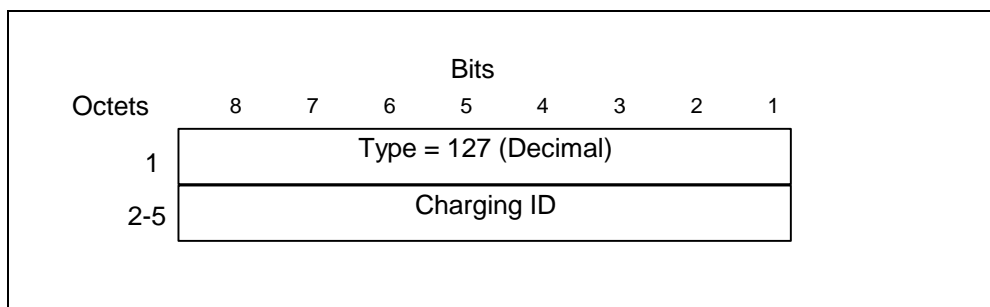 Bits
Octets 8 7 6 5 4 3 2 1
1 Type = 127 (Decimal)
2-5 Charging ID